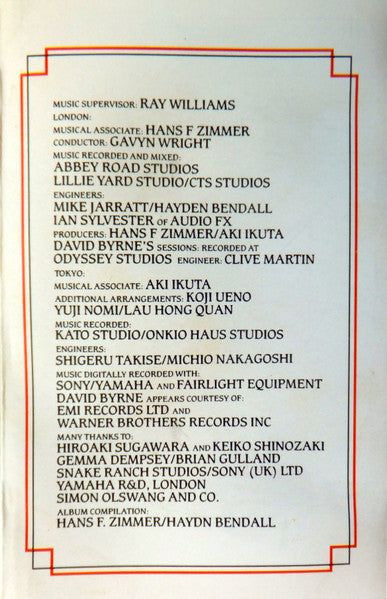 MUSIC SUPERVISOR: RAY WILLIAMS
LONDON:
MUSICAL ASSOCIATE: HANS F ZIMMER
CONDUCTOR: GAVYN WRIGHT
MUSIC RECORDED AND MIXED:
ABBEY ROAD STUDIOS
LILLIE YARD STUDIO/CTS STUDIOS
ENGINEERS:
MIKE JARRATT/HAYDEN BENDALL
IAN SYLVESTER OF AUDIO FX
PRODUCERS: HANS F ZIMMER/AKI IKUTA
DAVID BYRNE'S SESSIONS: RECORDED AT
ODYSSEY STUDIOS ENGINEER: CLIVE MARTIN
TOKYO:
MUSICAL ASSOCIATE: AKI IKUTA
ADDITIONAL ARRANGEMENTS: KOJI UENO
YUJI NOMI/LAU HONG QUAN
MUSIC RECORDED:
KATO STUDIO/ONKIO HAUS STUDIOS
ENGINEERS:
SHIGERU TAKISE/MICHIO NAKAGOSHI
MUSIC DIGITALLY RECORDED WITH:
SONY/YAMAHA AND FAIRLIGHT EQUIPMENT
DAVID BYRNE APPEARS COURTESY OF:
EMI RECORDS LTD AND
WARNER BROTHERS RECORDS INC
MANY THANKS TO:
HIROAKI SUGAWARA AND KEIKO SHINOZAKI
GEMMA DEMPSEY/BRIAN GULLAND
SNAKE RANCH STUDIOS/SONY (UK) LTD
YAMAHA R&D, LONDON
SIMON OLSWANG AND CO.
ALBUM COMPILATION:
HANS F. ZIMMER/HAYDN BENDALL